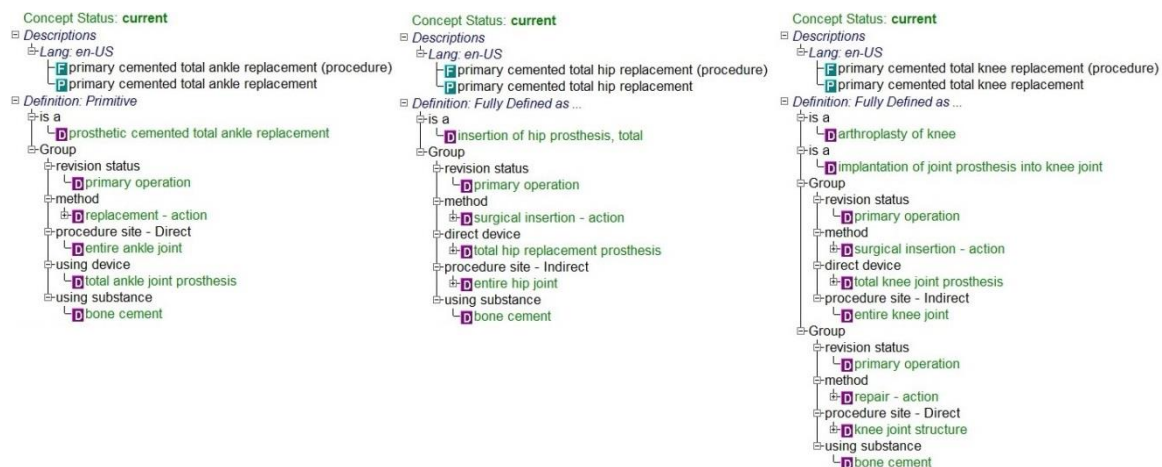 Concept Status: current
Descriptions
Lang: en-US
F primary cemented total ankle replacement (procedure)
P primary cemented total ankle replacement
Definition: Primitive
is a
D prosthetic cemented total ankle replacement
Group
revision status
D primary operation
method
D replacement - action
procedure site - Direct
D entire ankle joint
using device
D total ankle joint prosthesis
using substance
D bone cement
Concept Status: current
Descriptions
Lang: en-US
F primary cemented total hip replacement (procedure)
P primary cemented total hip replacement
Definition: Fully Defined as ...
is a
D insertion of hip prosthesis, total
Group
revision status
D primary operation
method
D surgical insertion - action
direct device
D total hip replacement prosthesis
procedure site - Indirect
D entire hip joint
using substance
D bone cement
Concept Status: current
Descriptions
Lang: en-US
F primary cemented total knee replacement (procedure)
P primary cemented total knee replacement
Definition: Fully Defined as ...
is a
D arthroplasty of knee
is a
D implantation of joint prosthesis into knee joint
Group
revision status
D primary operation
method
D surgical insertion - action
direct device
D total knee joint prosthesis
procedure site - Indirect
D entire knee joint
Group
revision status
D primary operation
method
D repair - action
procedure site - Direct
D knee joint structure
using substance
D bone cement